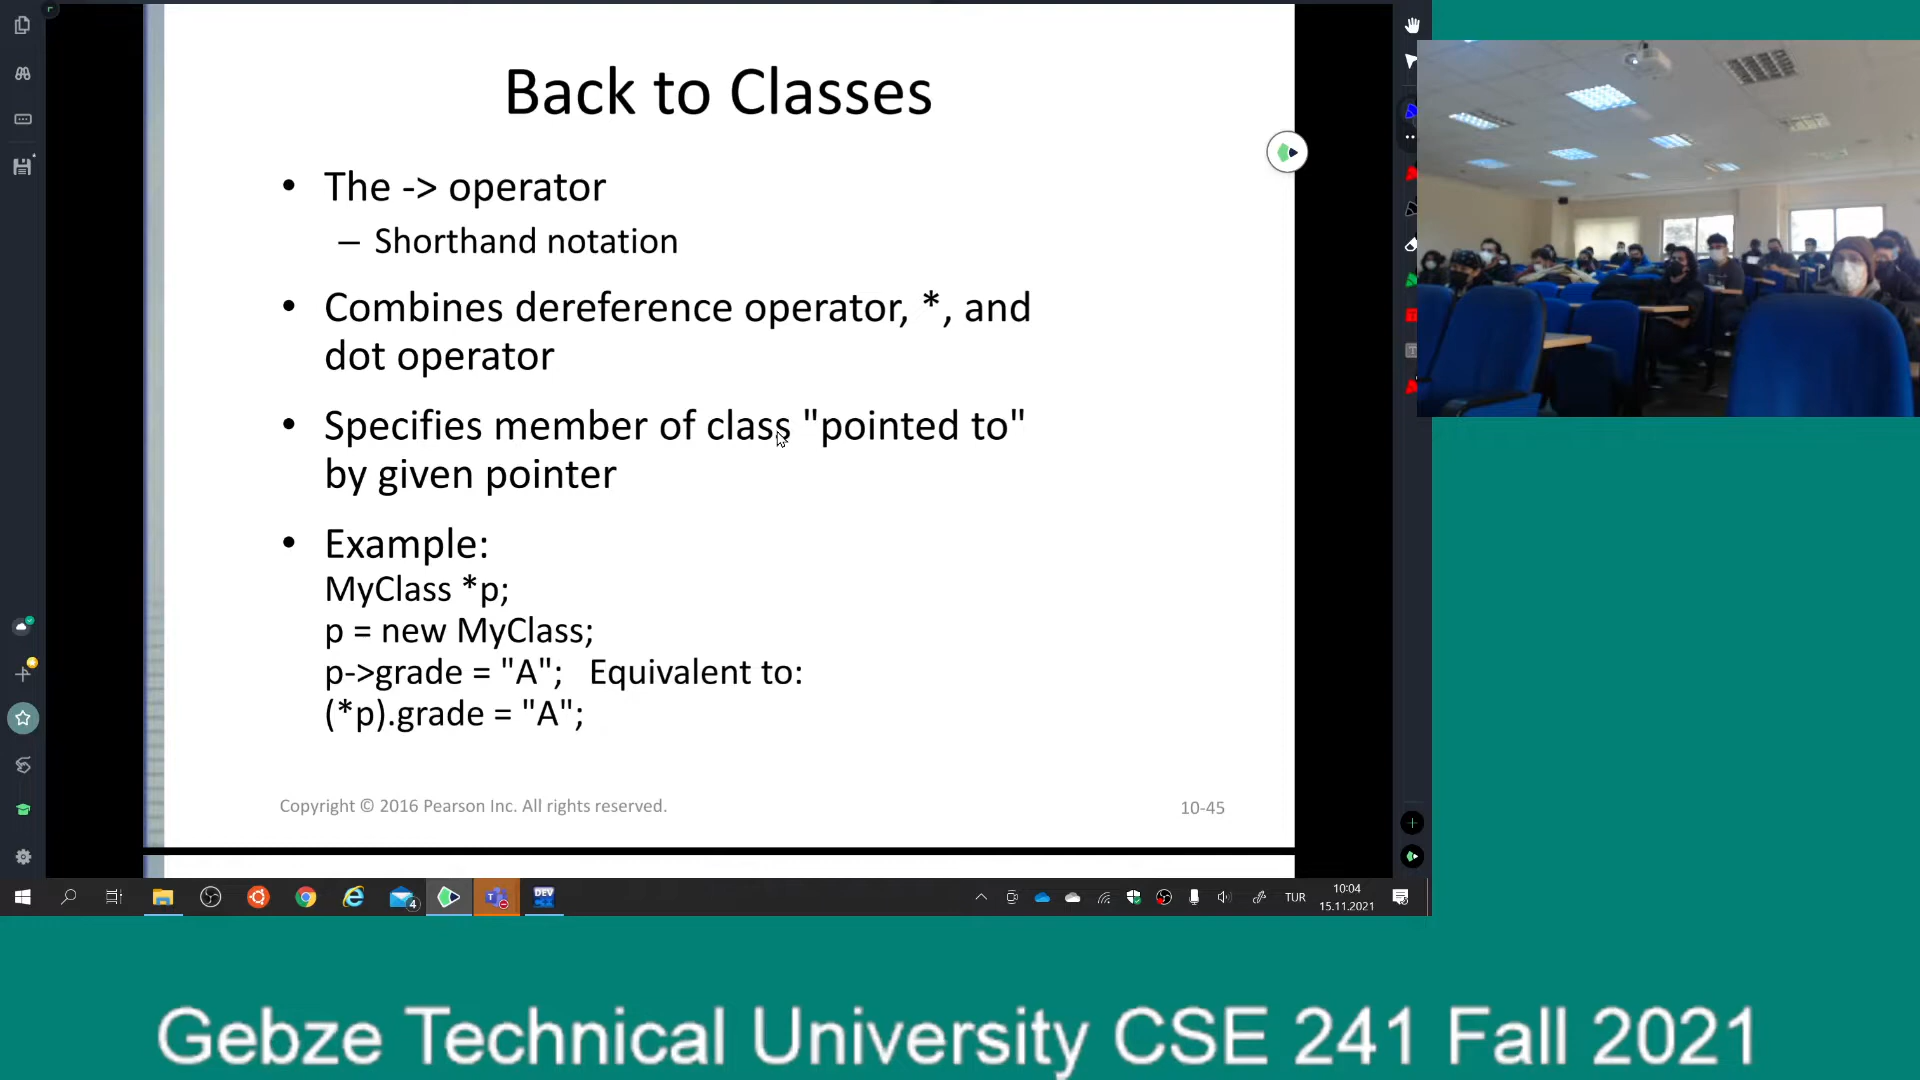 Back to Classes
• The -> operator
– Shorthand notation
• Combines dereference operator, *, and
dot operator
• Specifies member of class "pointed to"
by given pointer
• Example:
MyClass *p;
p = new MyClass;
p->grade = "A"; Equivalent to:
(*p).grade = "A";
Copyright © 2016 Pearson Inc. All rights reserved.
10-45
4
DEV
TUR
10:04
15.11.2021
Gebze Technical University CSE 241 Fall 2021